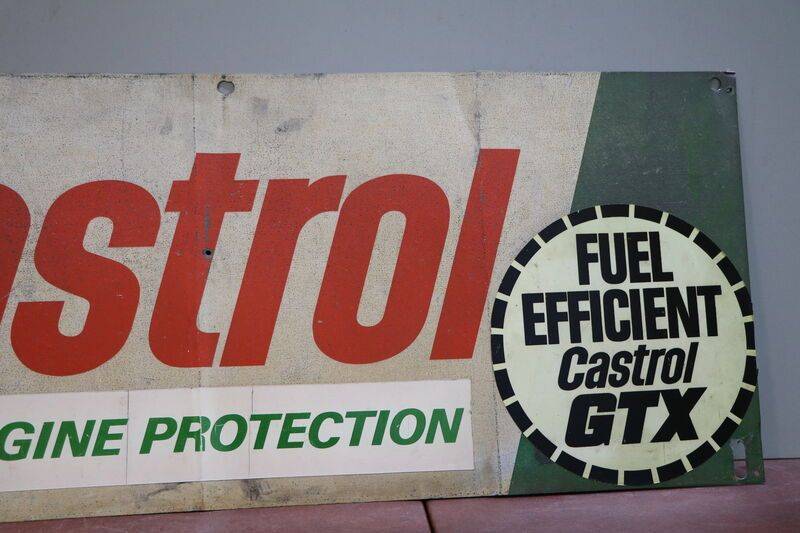 astrol
GINE PROTECTION
FUEL
EFFICIENT
Castrol
GTX